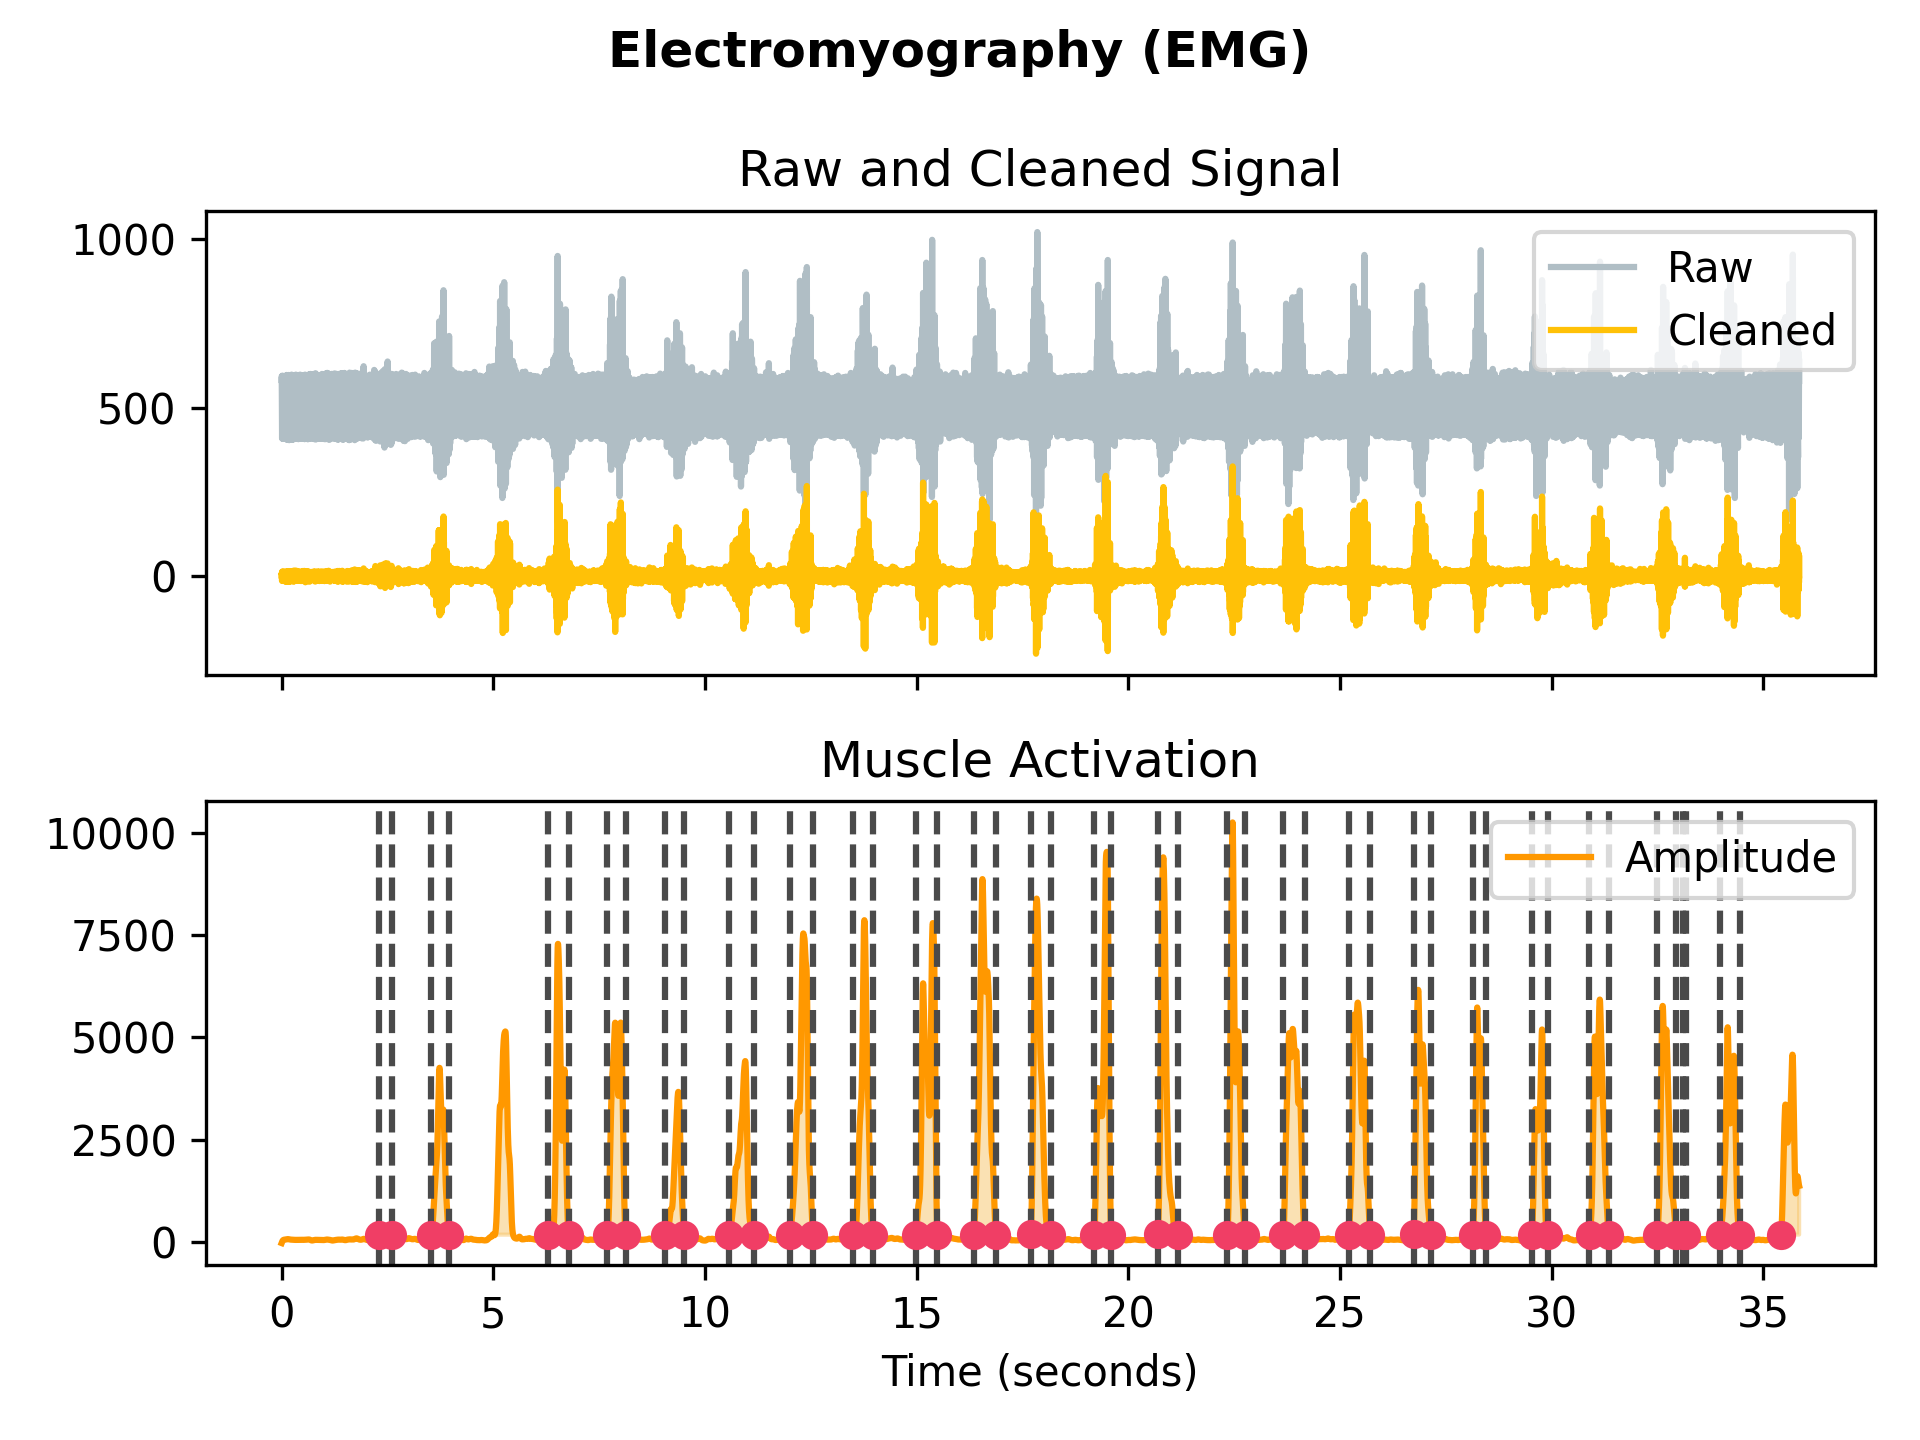 Electromyography (EMG)
Raw and Cleaned Signal
1000
500
0
Raw
Cleaned
Muscle Activation
10000
7500
5000
2500
0
Amplitude
0 5 10 15 20 25 30 35
Time (seconds)